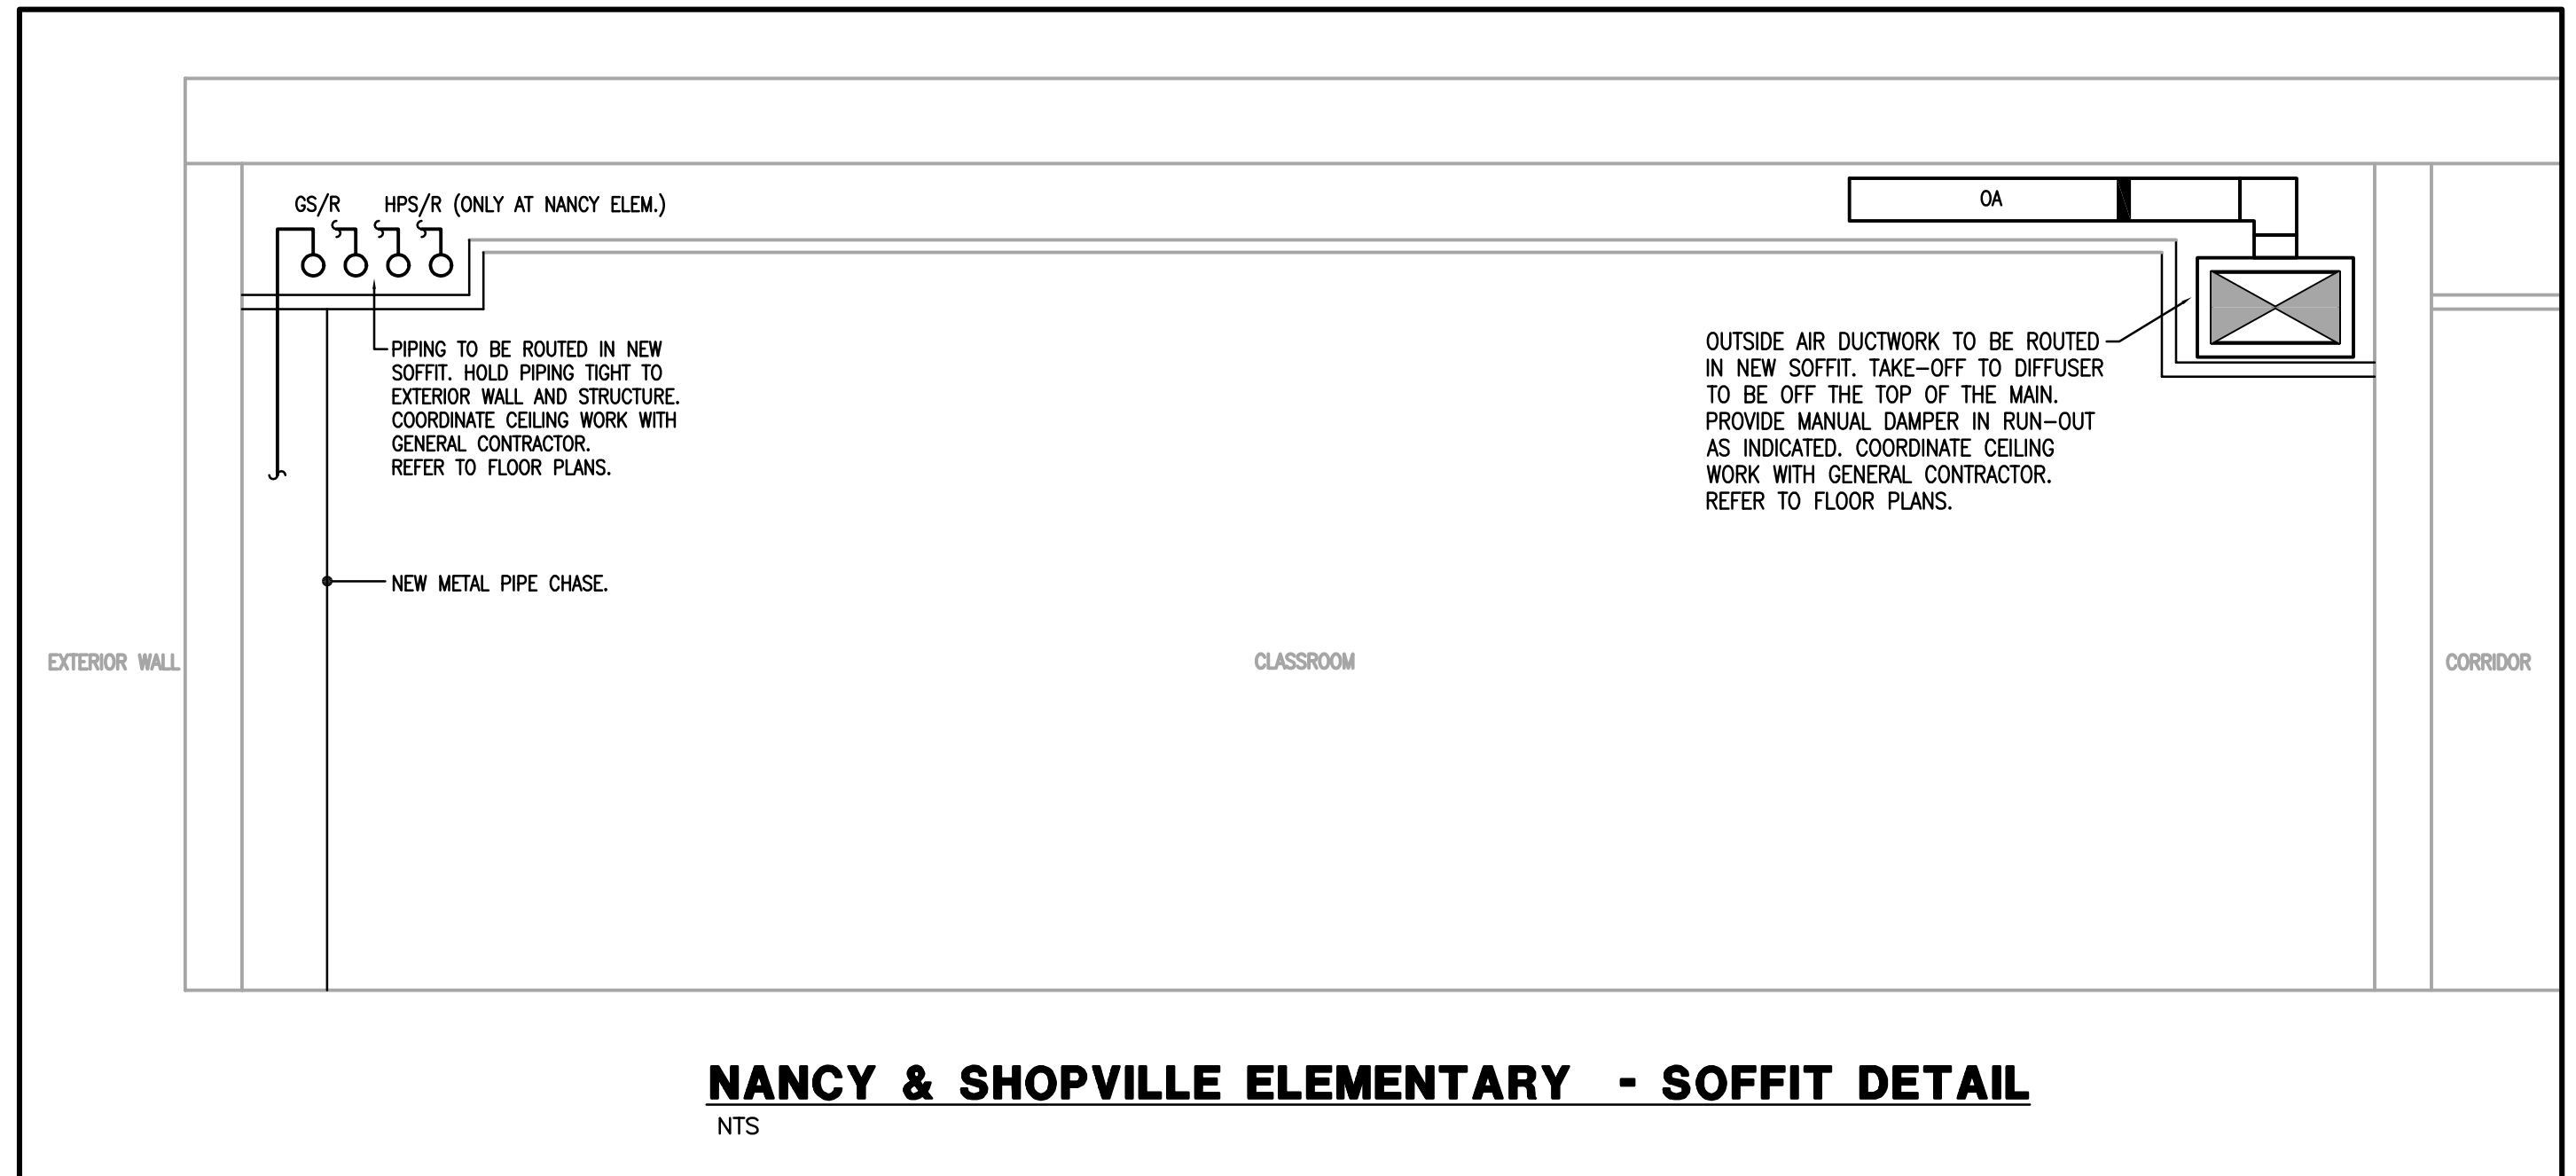 GS/R
HPS/R (ONLY AT NANCY ELEM.)
OA
PIPING TO BE ROUTED IN NEW
SOFFIT. HOLD PIPING TIGHT TO
EXTERIOR WALL AND STRUCTURE.
COORDINATE CEILING WORK WITH
GENERAL CONTRACTOR.
REFER TO FLOOR PLANS.
OUTSIDE AIR DUCTWORK TO BE ROUTED
IN NEW SOFFIT. TAKE-OFF TO DIFFUSER
TO BE OFF THE TOP OF THE MAIN.
PROVIDE MANUAL DAMPER IN RUN-OUT
AS INDICATED. COORDINATE CEILING
WORK WITH GENERAL CONTRACTOR.
REFER TO FLOOR PLANS.
NEW METAL PIPE CHASE.
EXTERIOR WALL
CLASSROOM
CORRIDOR
NANCY & SHOPVILLE ELEMENTARY - SOFFIT DETAIL
NTS